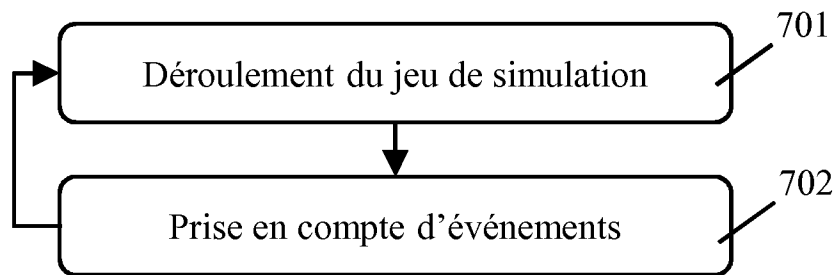 701
Déroulement du jeu de simulation
702
Prise en compte d’événements